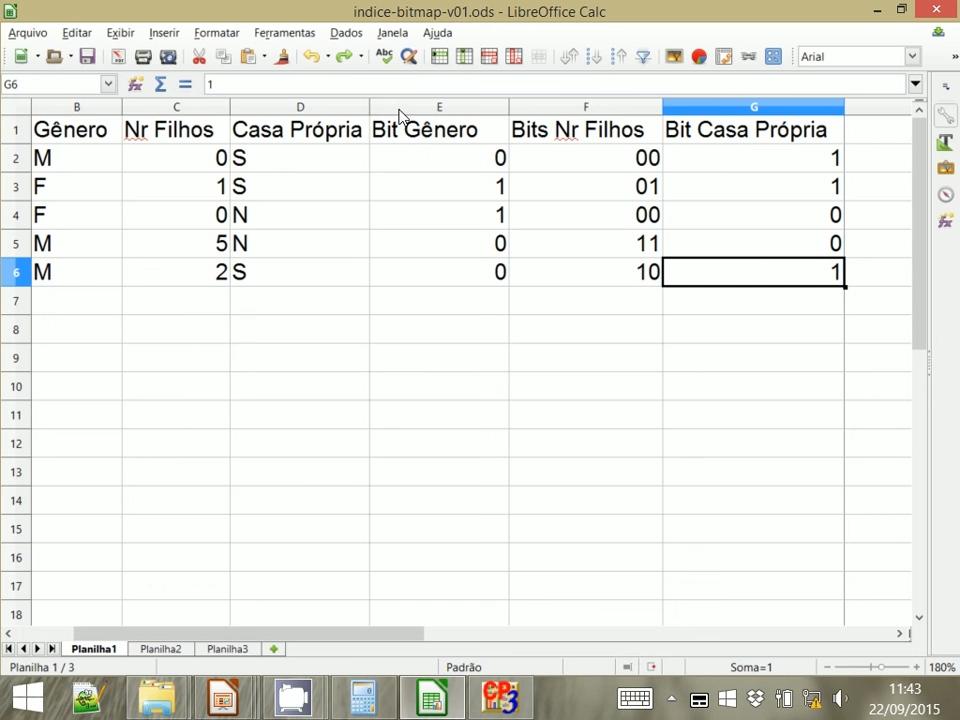 indice-bitmap-v01.ods - LibreOffice Calc
Arquivo Editar Exibir Inserir Formatar Ferramentas Dados Janela Ajuda
Arial
G6 1
B C D E F G
1 Gênero Nr Filhos Casa Própria Bit Gênero Bits Nr Filhos Bit Casa Própria
2 M 0 S 0 00 1
3 F 1 S 1 01 1
4 F 0 N 1 00 0
5 M 5 N 0 11 0
6 M 2 S 0 10 1
7
8
9
10
11
12
13
14
15
16
17
18
Planilha1 Planilha2 Planilha3
Planilha 1 / 3 Padrão Soma=1 180%
11:43
22/09/2015